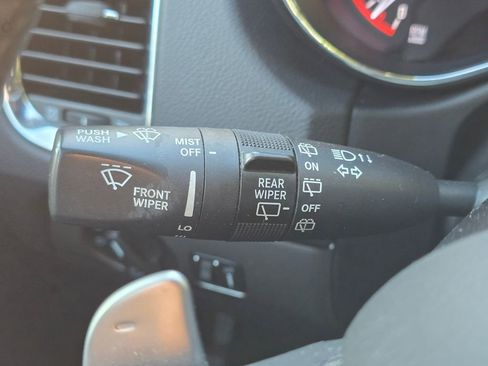 PUSH
WASH
MIST
OFF
FRONT
WIPER
LO
REAR
WIPER
ON
OFF